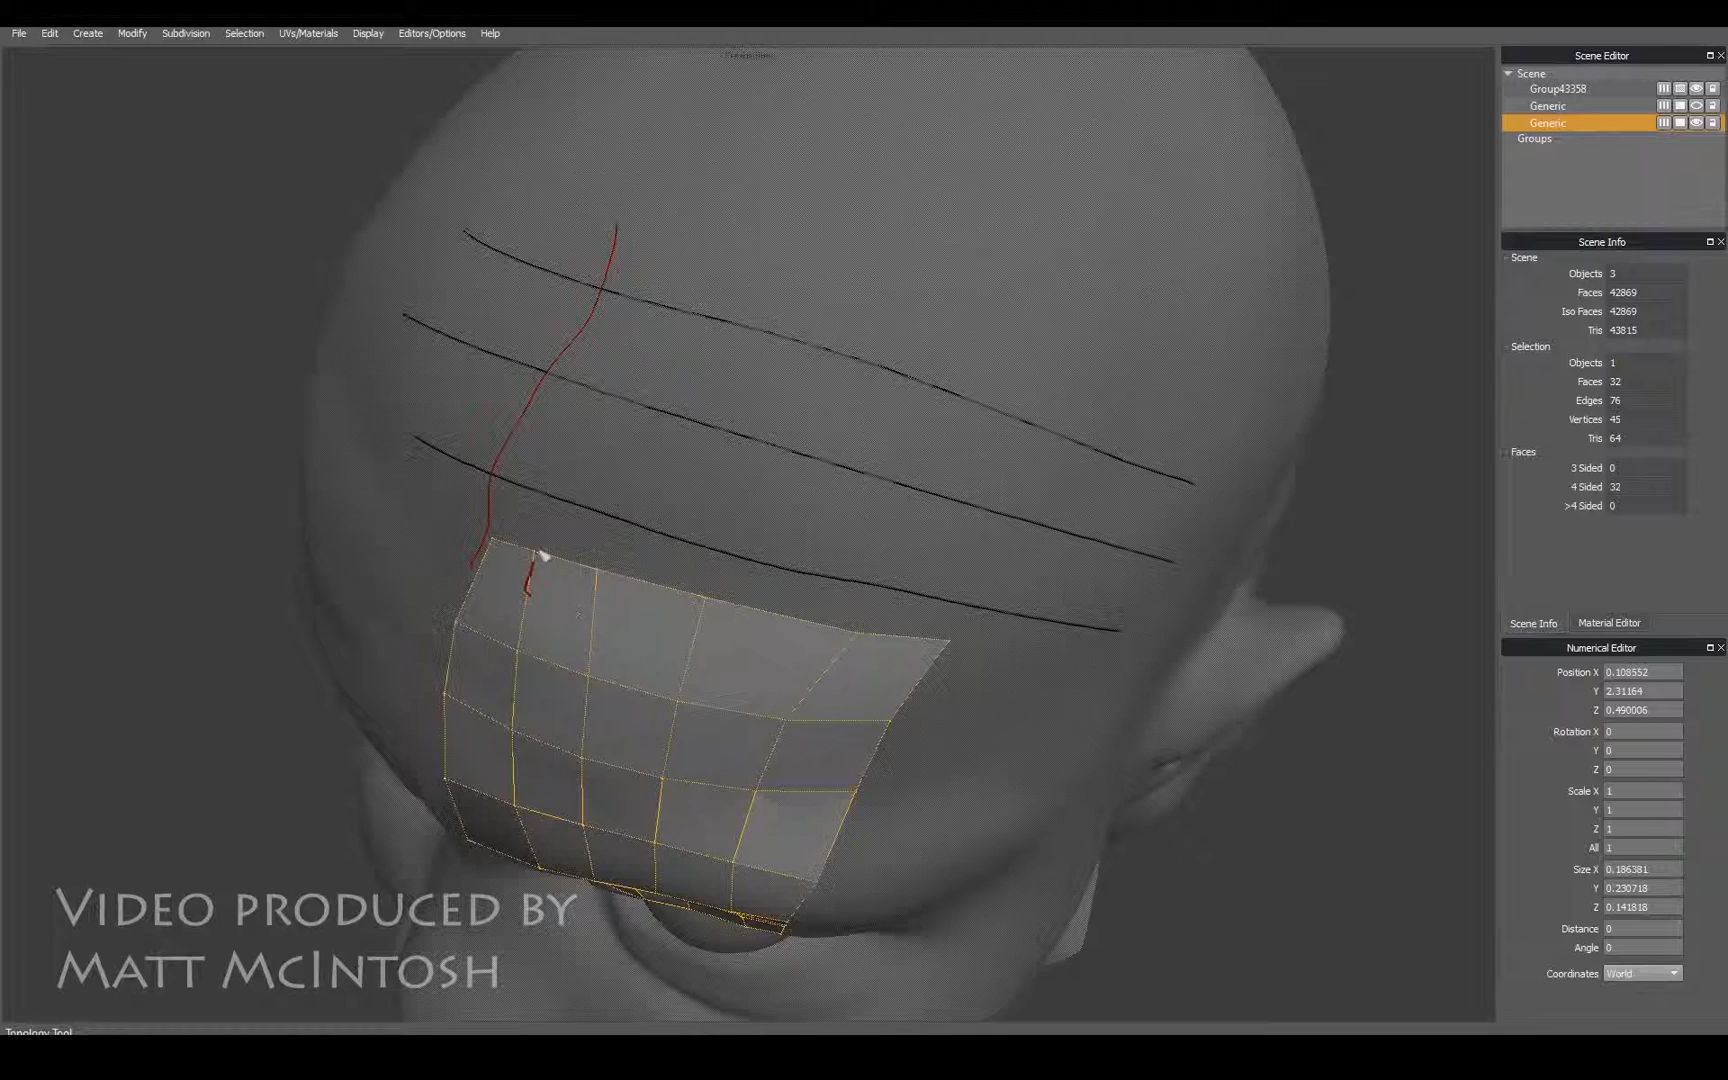 File Edit Create Modify Subdivision Selection UVs/Materials Display Editors/Options Help
Scene Editor
Scene
Group43358
Generic
Generic
Groups
Scene Info
Scene
Objects 3
Faces 42869
Iso Faces 42869
Tris 43815
Selection
Objects 1
Faces 32
Edges 76
Vertices 45
Tris 64
Faces
3 Sided 0
4 Sided 32
>4 Sided 0
Scene Info Material Editor
Numerical Editor
Position X 0.108552
Y 2.31164
Z 0.490006
Rotation X 0
Y 0
Z 0
Scale X 1
Y 1
Z 1
All 1
Size X 0.186381
Y 0.230718
Z 0.141818
Distance 0
Angle 0
Coordinates World
Video produced by
Matt McIntosh
Topology Tool